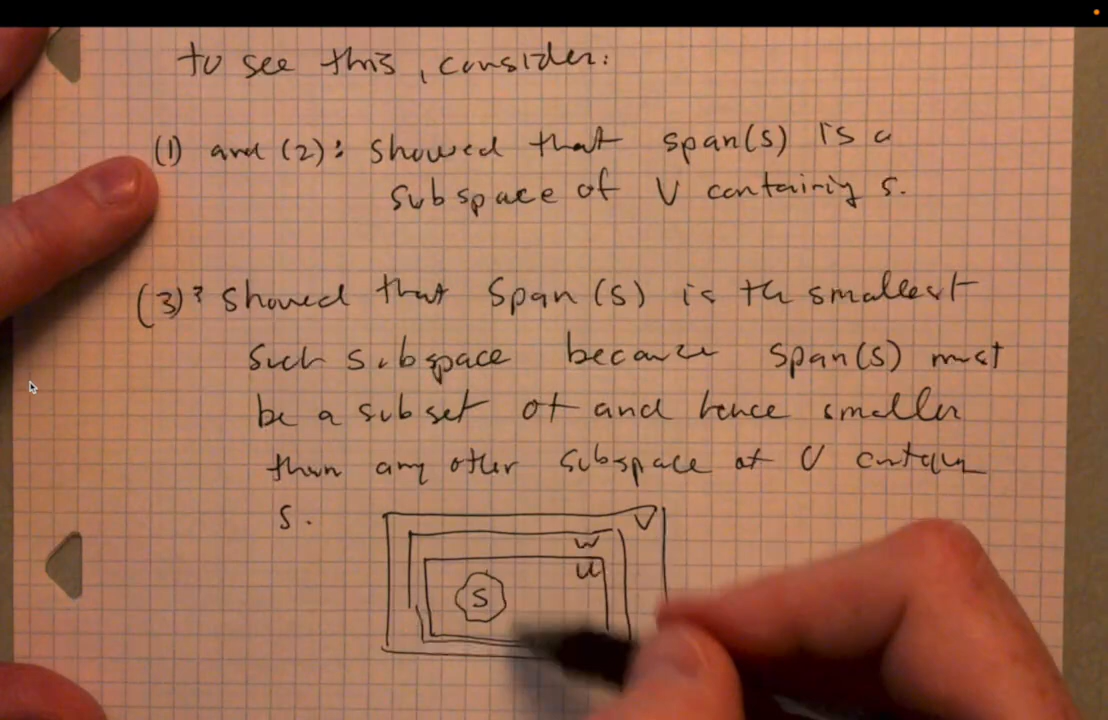 to see this, consider:
(1) and (2): showed that span(s) is a
subspace of V containing s.
(3): showed that span(s) is the smallest
such subspace because span(s) must
be a subset of and hence smaller
than any other subspace of V
s.
V
W
U
S